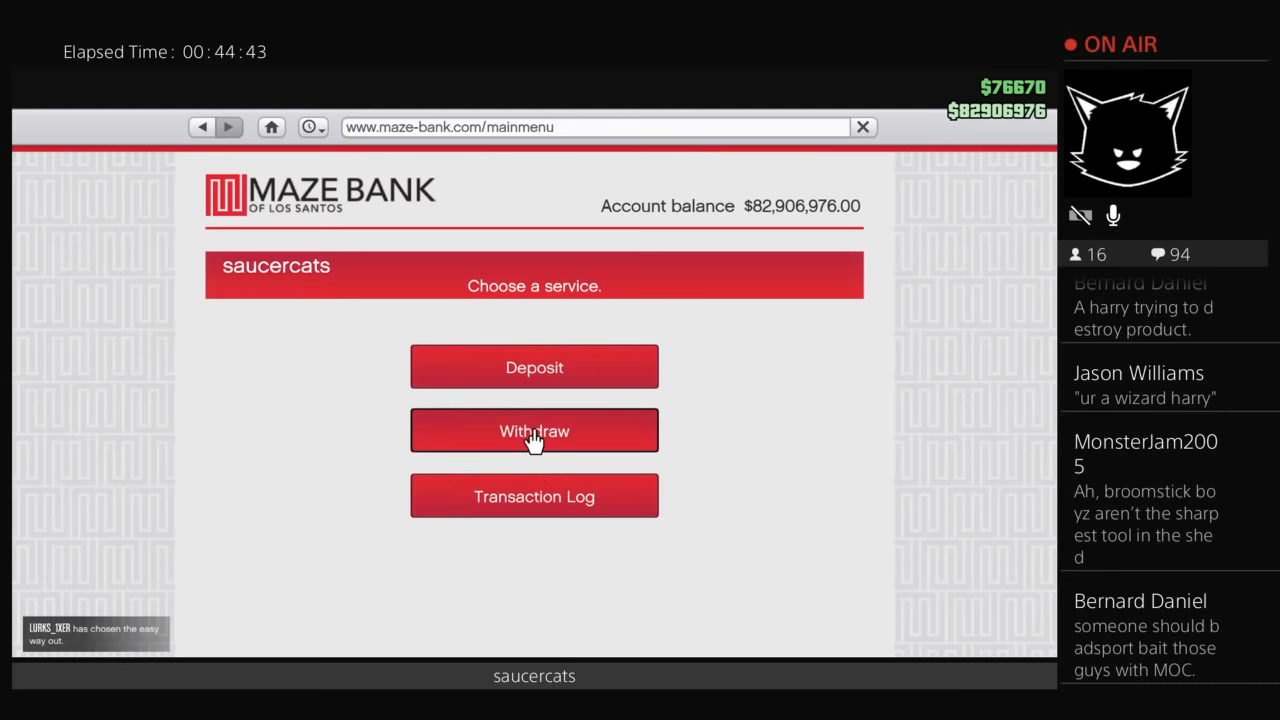 Elapsed Time: 00:44:43
ON AIR
$76670
$82906976
www.maze-bank.com/mainmenu
MAZE BANK
OF LOS SANTOS
Account balance $82,906,976.00
saucercats
Choose a service.
Deposit
Withdraw
Transaction Log
LURKS_1XER has chosen the easy
way out.
saucercats
16 94
Bernard Daniel
A harry trying to d
estroy product.
Jason Williams
"ur a wizard harry"
MonsterJam200
5
Ah, broomstick bo
yz aren't the sharp
est tool in the she
d
Bernard Daniel
someone should b
adsport bait those
guys with MOC.